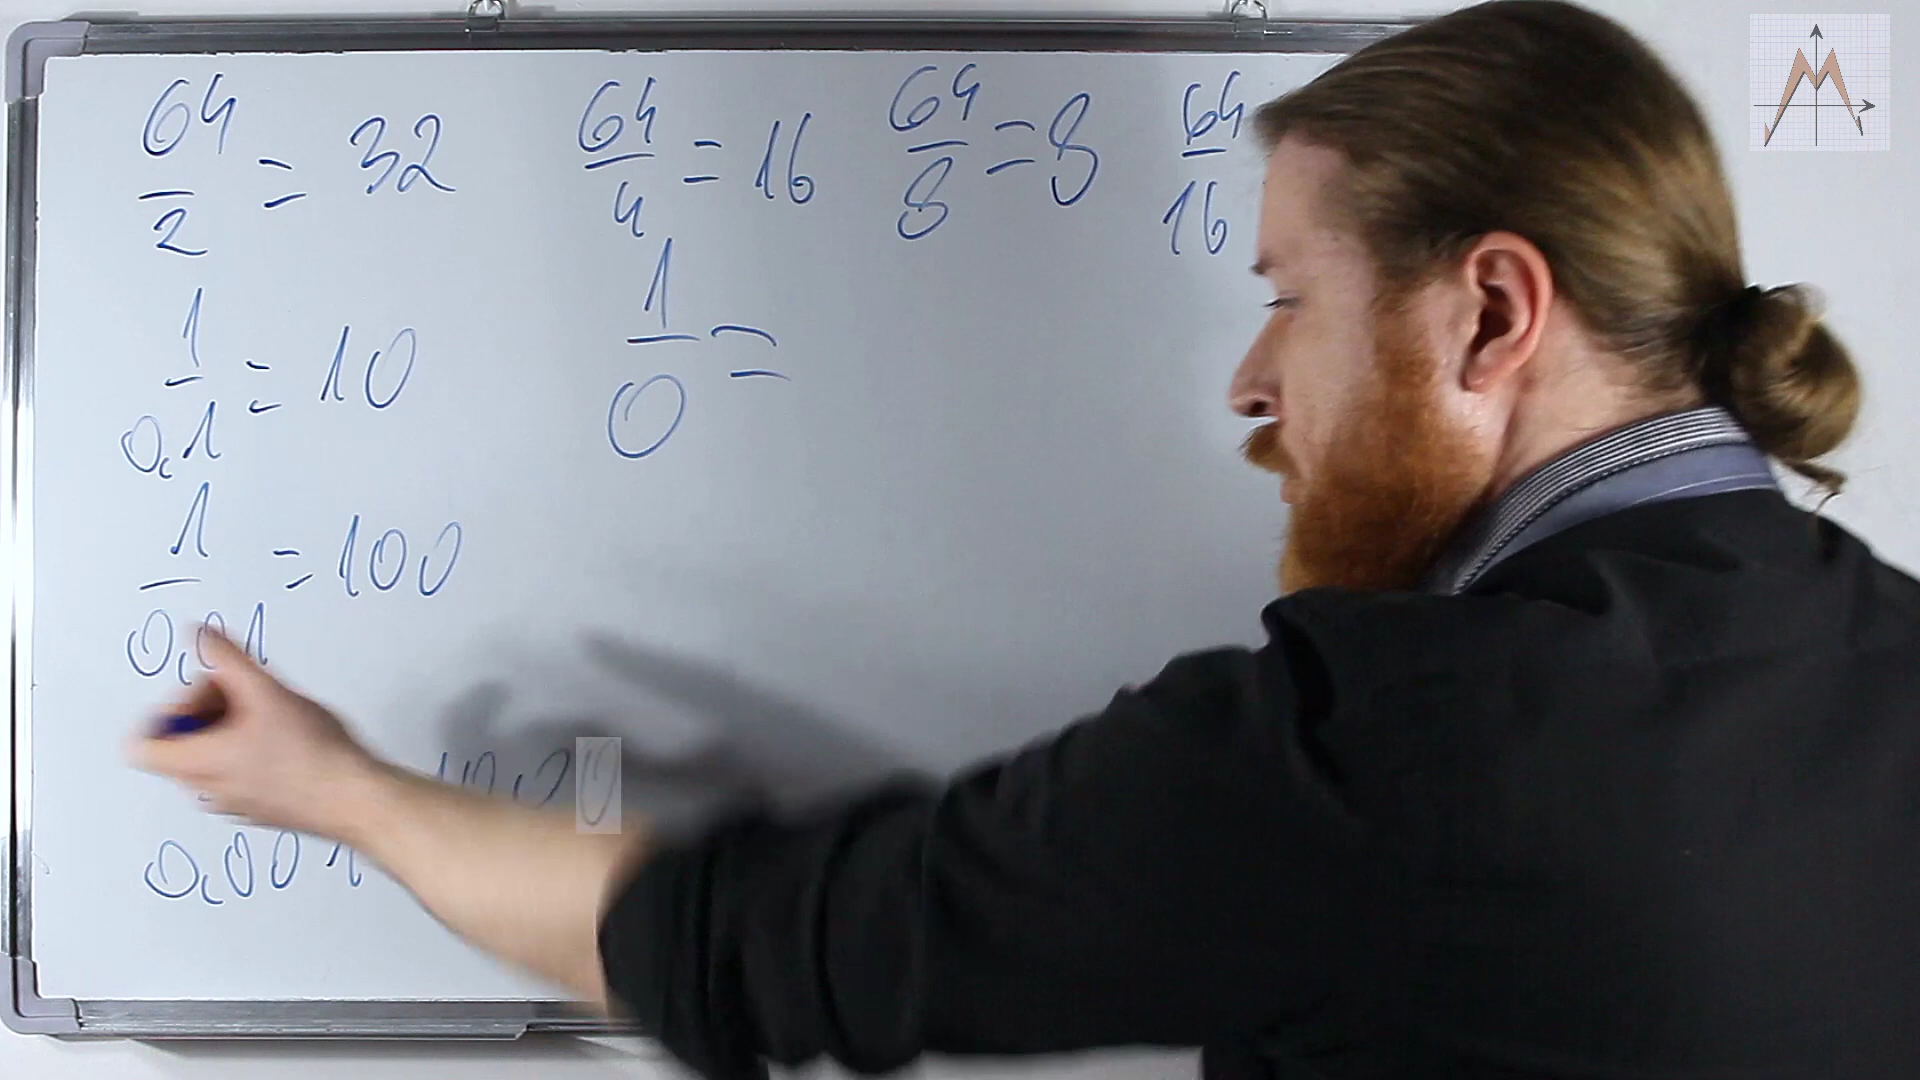 64/2 = 32   64/4 = 16   64/8 = 8   64/16
1/0,1 = 10   1/0 =
1/0,01 = 100
1000
0,001